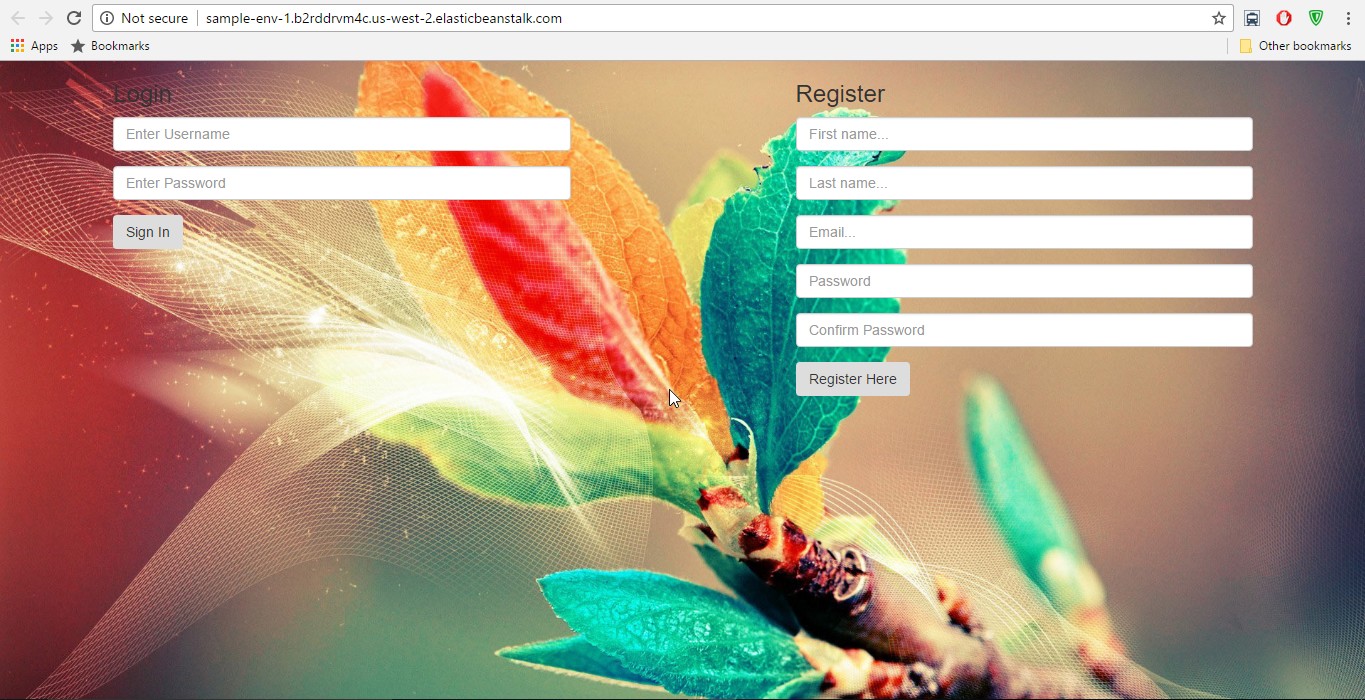 Not secure | sample-env-1.b2rddrvm4c.us-west-2.elasticbeanstalk.com
Apps Bookmarks Other bookmarks
Login
Enter Username
Enter Password
Sign In
Register
First name...
Last name...
Email...
Password
Confirm Password
Register Here